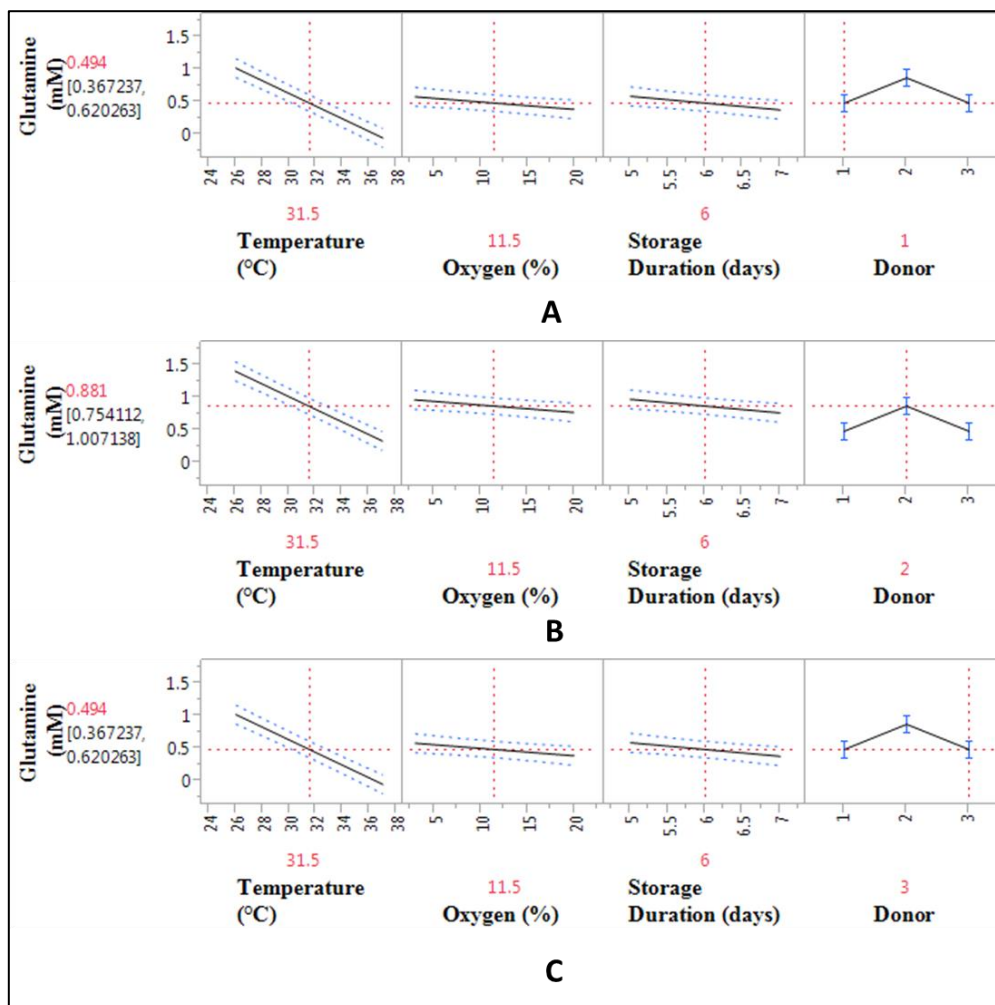 Glutamine
(mM)
0.494
[0.367237,
0.620263]
1.5
1
0.5
0
24 26 28 30 32 34 36 38
5 10 15 20
5 5.5 6 6.5 7
1 2 3
31.5
Temperature
(°C)
11.5
Oxygen (%)
6
Storage
Duration (days)
1
Donor
A
Glutamine
(mM)
0.881
[0.754112,
1.007138]
1.5
1
0.5
0
24 26 28 30 32 34 36 38
5 10 15 20
5 5.5 6 6.5 7
1 2 3
31.5
Temperature
(°C)
11.5
Oxygen (%)
6
Storage
Duration (days)
2
Donor
B
Glutamine
(mM)
0.494
[0.367237,
0.620263]
1.5
1
0.5
0
24 26 28 30 32 34 36 38
5 10 15 20
5 5.5 6 6.5 7
1 2 3
31.5
Temperature
(°C)
11.5
Oxygen (%)
6
Storage
Duration (days)
3
Donor
C